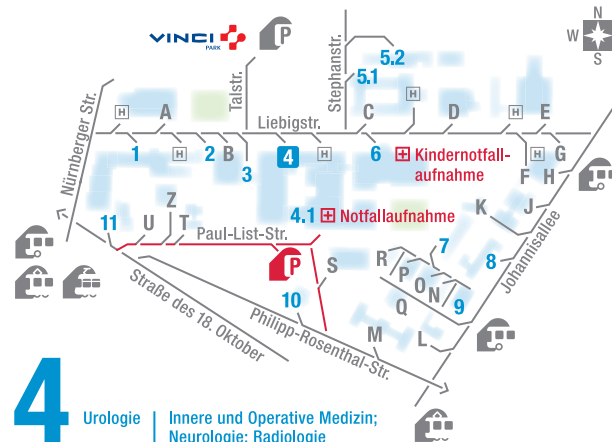 N
W
S
VINCI
PARK
P
5.2
5.1
Stephanstr.
Talstr.
Nürnberger Str.
H
A
Liebigstr.
C
H
D
H
E
1
H
2
B
3
4
H
6
Kindernotfall-
aufnahme
F
H
G
H
J
K
Johannisallee
4.1
Notfallaufnahme
11
U
Z
T
Paul-List-Str.
P
S
R
P
O
N
7
8
9
Q
10
Straße des 18. Oktober
Philipp-Rosenthal-Str.
M
L
4
Urologie
Innere und Operative Medizin;
Neurologie; Radiologie